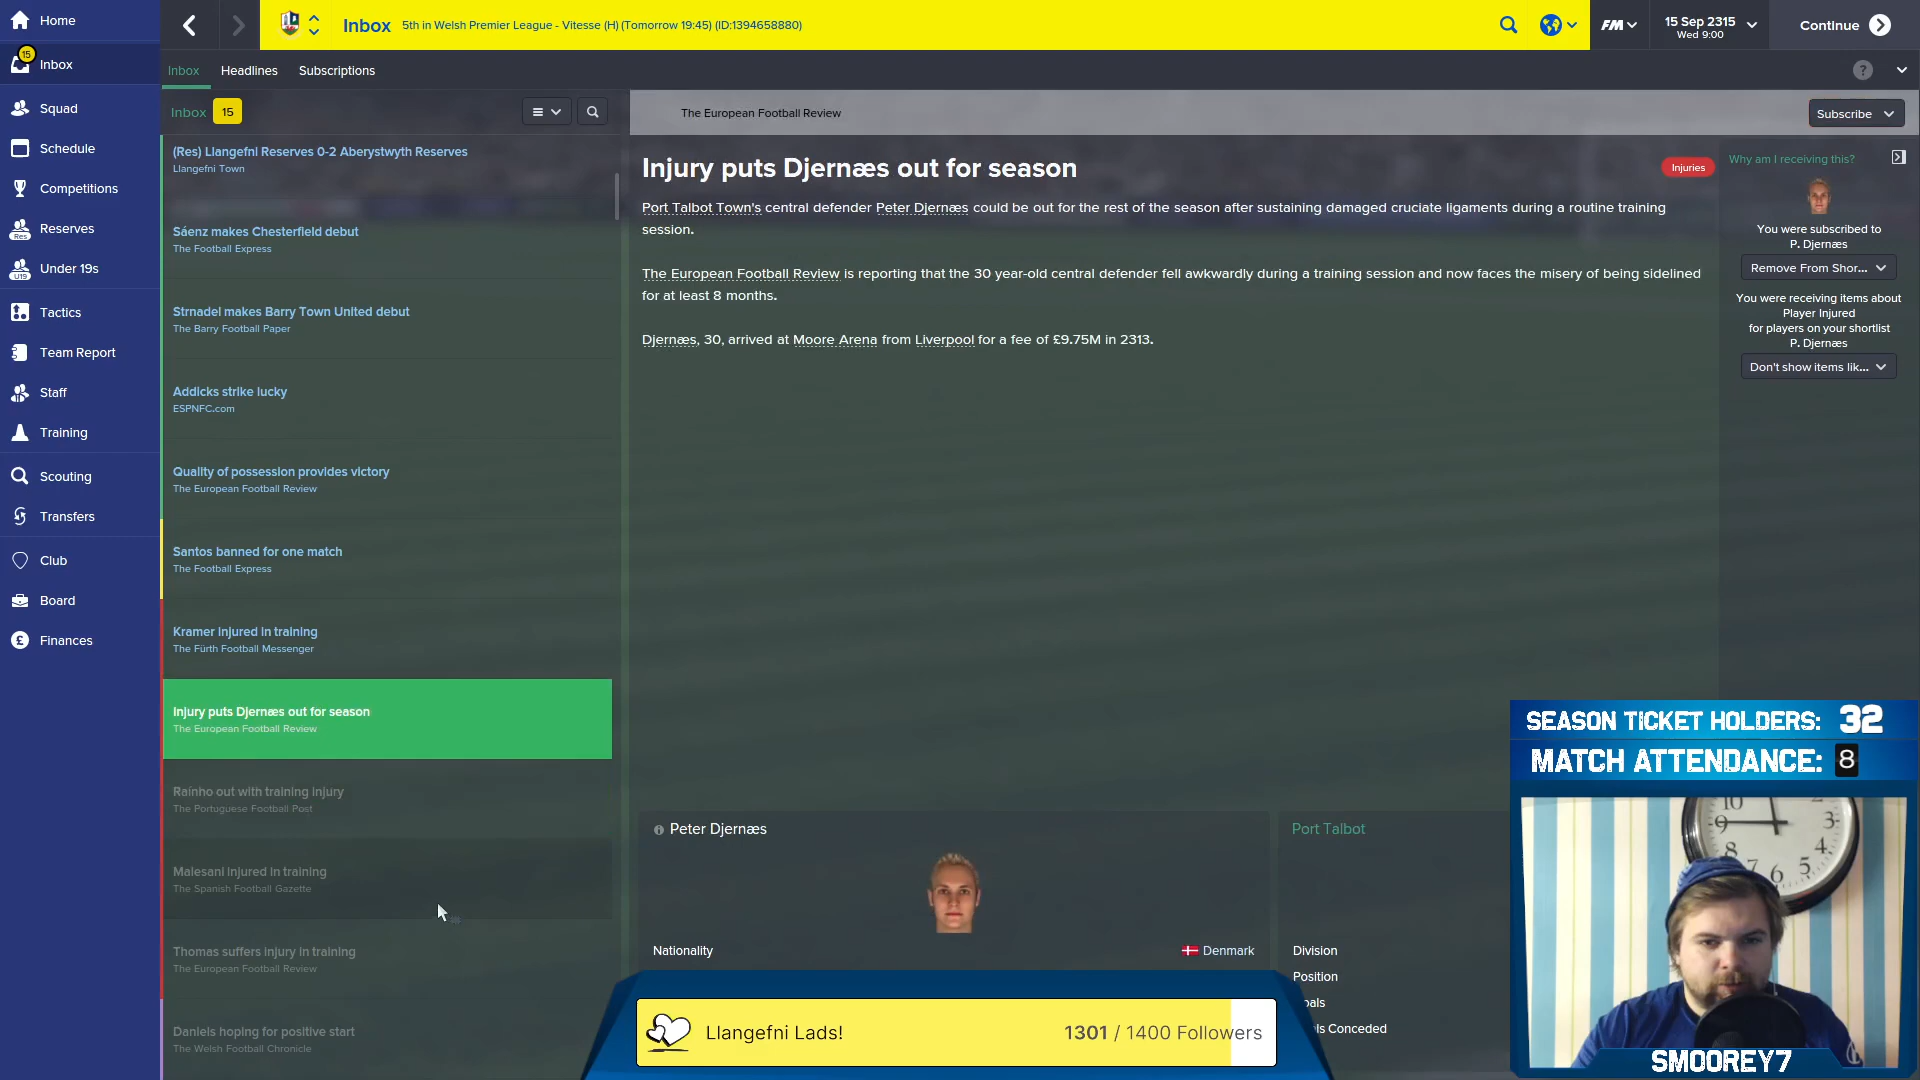 Home
Inbox
15
Squad
Schedule
Competitions
Reserves
Res
Under 19s
U19
Tactics
Team Report
Staff
Training
Scouting
Transfers
Club
Board
Finances
Inbox 5th in Welsh Premier League - Vitesse (H) (Tomorrow 19:45) (ID:1394658880)
FM
15 Sep 2315
Wed 9:00
Continue
Inbox Headlines Subscriptions
?
Inbox 15
(Res) Llangefni Reserves 0-2 Aberystwyth Reserves
Llangefni Town
Sáenz makes Chesterfield debut
The Football Express
Strnadel makes Barry Town United debut
The Barry Football Paper
Addicks strike lucky
ESPNFC.com
Quality of possession provides victory
The European Football Review
Santos banned for one match
The Football Express
Kramer injured in training
The Fürth Football Messenger
Injury puts Djernæs out for season
The European Football Review
Rainho out with training injury
The Portuguese Football Post
Malesani injured in training
The Spanish Football Gazette
Thomas suffers injury in training
The European Football Review
Daniels hoping for positive start
The Welsh Football Chronicle
The European Football Review
Subscribe
Injury puts Djernæs out for season
Injuries
Port Talbot Town's central defender Peter Djernæs could be out for the rest of the season after sustaining damaged cruciate ligaments during a routine training
session.
The European Football Review is reporting that the 30 year-old central defender fell awkwardly during a training session and now faces the misery of being sidelined
for at least 8 months.
Djernæs, 30, arrived at Moore Arena from Liverpool for a fee of £9.75M in 2313.
Why am I receiving this?
You were subscribed to
P. Djernæs
Remove From Shor...
You were receiving items about
Player Injured
for players on your shortlist
P. Djernæs
Don't show items lik...
Peter Djernæs
Nationality
Denmark
Port Talbot
Division
Position
oals
ls Conceded
Llangefni Lads!
1301 / 1400 Followers
SEASON TICKET HOLDERS: 32
MATCH ATTENDANCE: 8
10
9
3
4
5
6
SMOOREY7